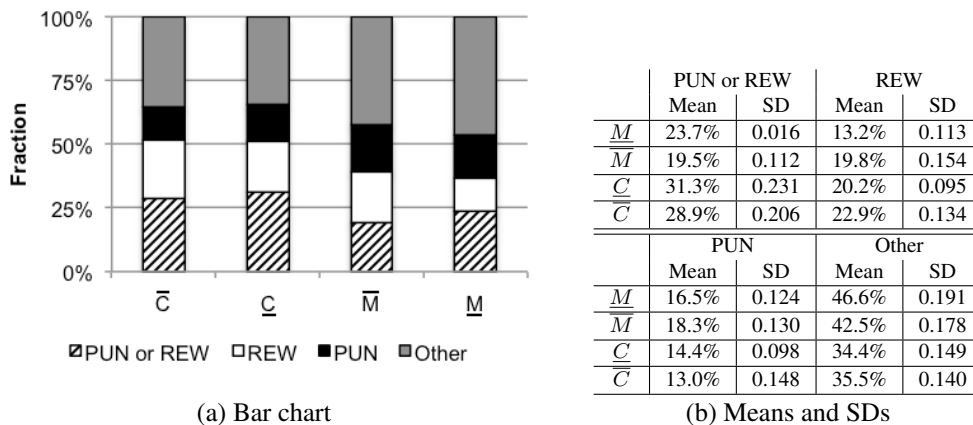 100%
75%
50%
25%
0%
Fraction
C̅ C̲ M̅ M̲
PUN or REW REW PUN Other
(a) Bar chart
PUN or REW REW
Mean SD Mean SD
M̲ 23.7% 0.016 13.2% 0.113
M̅ 19.5% 0.112 19.8% 0.154
C̲ 31.3% 0.231 20.2% 0.095
C̅ 28.9% 0.206 22.9% 0.134
PUN Other
Mean SD Mean SD
M̲ 16.5% 0.124 46.6% 0.191
M̅ 18.3% 0.130 42.5% 0.178
C̲ 14.4% 0.098 34.4% 0.149
C̅ 13.0% 0.148 35.5% 0.140
(b) Means and SDs